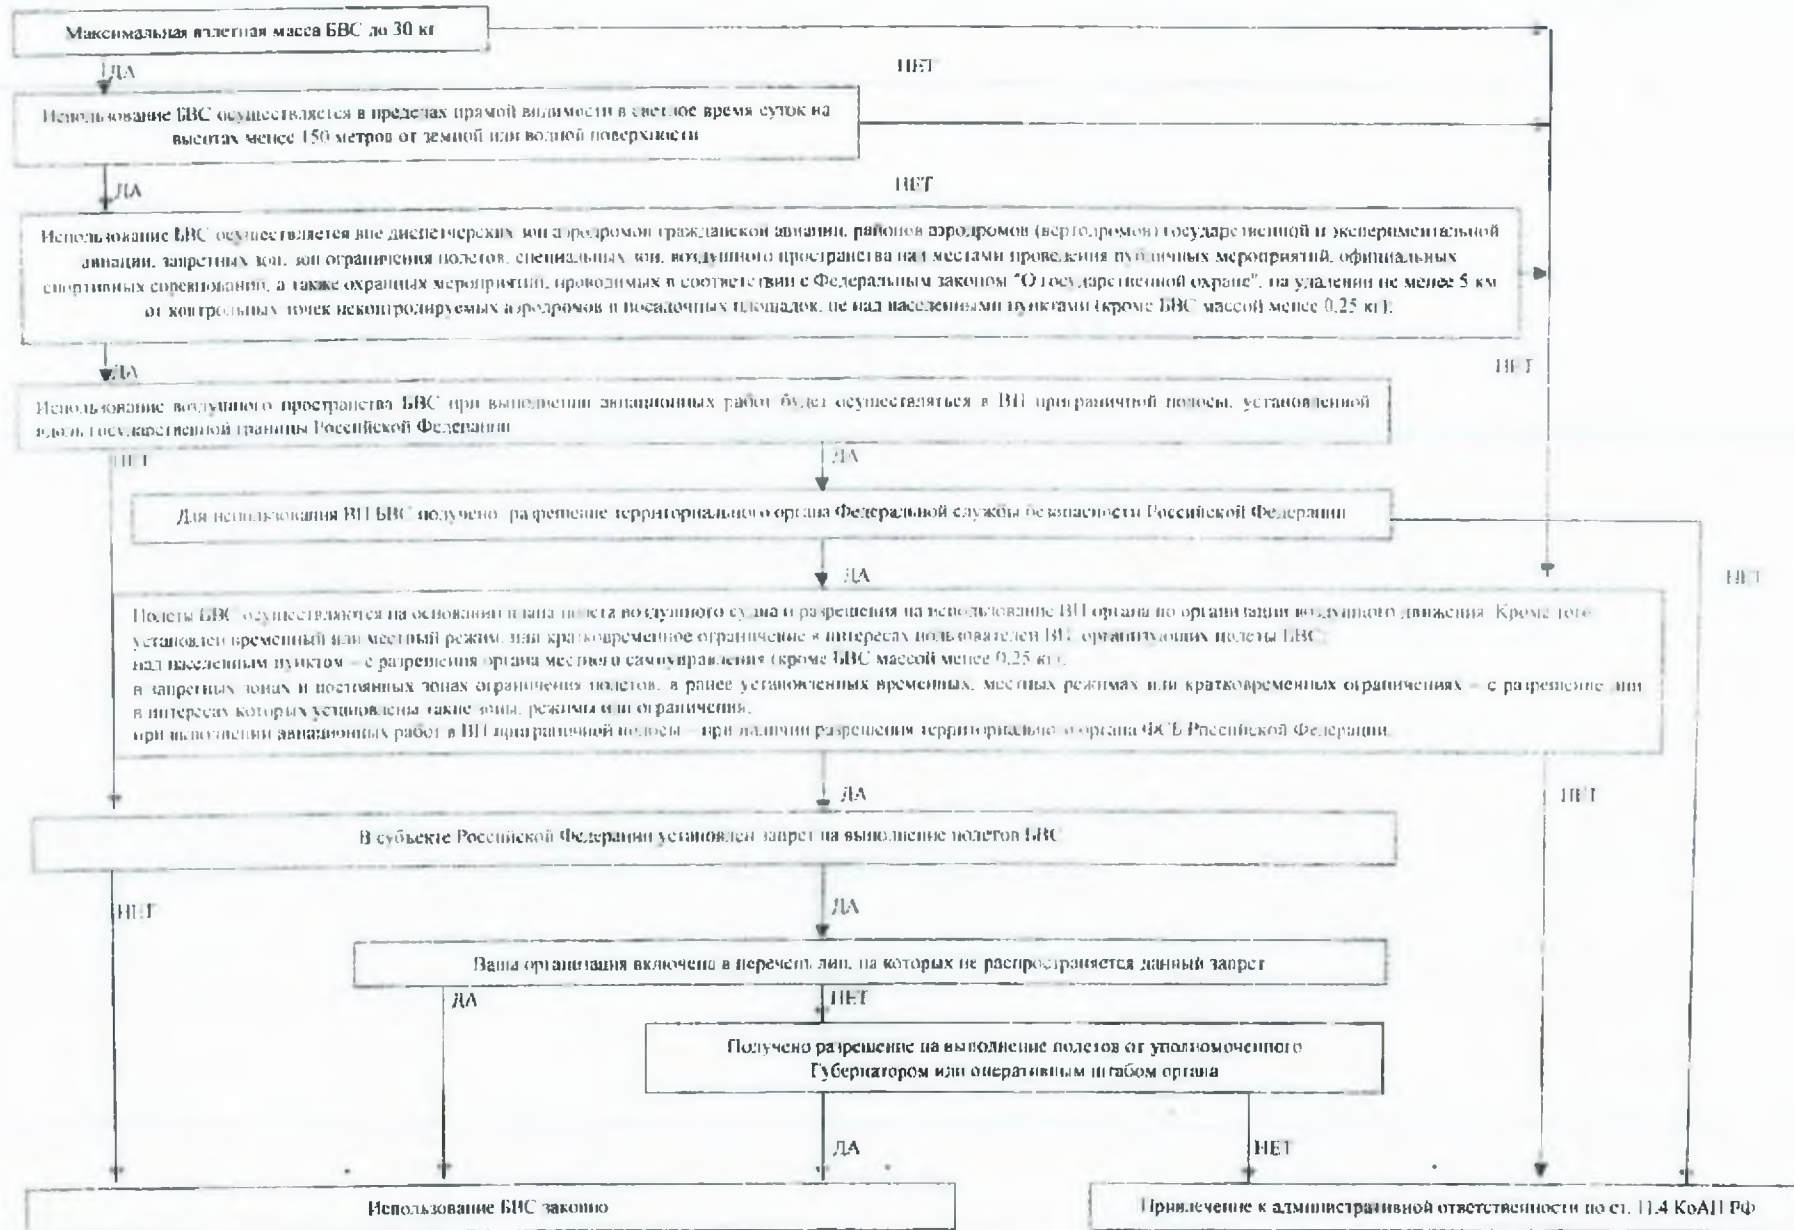 Максимальная взлетная масса БВС до 30 кг
ДА
НЕТ
Использование БВС осуществляется в пределах прямой видимости в светлое время суток на
высотах менее 150 метров от земной или водной поверхности
ДА
НЕТ
Использование БВС осуществляется вне диспетчерских зон аэродромов гражданской авиации, районов аэродромов (вертодромов) государственной и экспериментальной
авиации, запретных зон, зон ограничения полетов, специальных зон, воздушного пространства над местами проведения публичных мероприятий, официальных
спортивных соревнований, а также охранных мероприятий, проводимых в соответствии с Федеральным законом "О государственной охране", на удалении не менее 5 км
от контрольных точек неконтролируемых аэродромов и посадочных площадок, не над населенными пунктами (кроме БВС массой менее 0,25 кг);
ДА
НЕТ
Использование воздушного пространства БВС при выполнении авиационных работ будет осуществляться в ВП приграничной полосы, установленной
вдоль государственной границы Российской Федерации
НЕТ
ДА
Для использования ВП БВС получено разрешение территориального органа Федеральной службы безопасности Российской Федерации
ДА
НЕТ
Полеты БВС осуществляются на основании плана полета воздушного судна и разрешения на использование ВП органа по организации воздушного движения. Кроме того
установлен временный или местный режим, или кратковременное ограничение в интересах пользователей ВП, организующих полеты БВС:
над населенным пунктом – с разрешения органа местного самоуправления (кроме БВС массой менее 0,25 кг);
в запретных зонах и постоянных зонах ограничения полетов, в ранее установленных временных, местных режимах или кратковременных ограничениях – с разрешения лиц
в интересах которых установлены такие зоны, режимы или ограничения;
при выполнении авиационных работ в ВП приграничной полосы – при наличии разрешения территориального органа ФСБ Российской Федерации.
ДА
НЕТ
В субъекте Российской Федерации установлен запрет на выполнение полетов БВС
НЕТ
ДА
Ваша организация включена в перечень лиц, на которых не распространяется данный запрет
ДА
НЕТ
Получено разрешение на выполнение полетов от уполномоченного
Губернатором или оперативным штабом органа
ДА
НЕТ
Использование БВС законно
Привлечение к административной ответственности по ст. 11.4 КоАП РФ